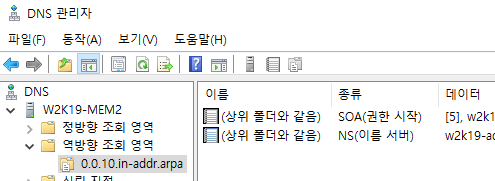 DNS 관리자
파일(F) 동작(A) 보기(V) 도움말(H)
DNS
W2K19-MEM2
정방향 조회 영역
역방향 조회 영역
0.0.10.in-addr.arpa
이름 종류 데이터
(상위 폴더와 같음) SOA(권한 시작) [5], w2k1
(상위 폴더와 같음) NS(이름 서버) w2k19-ad